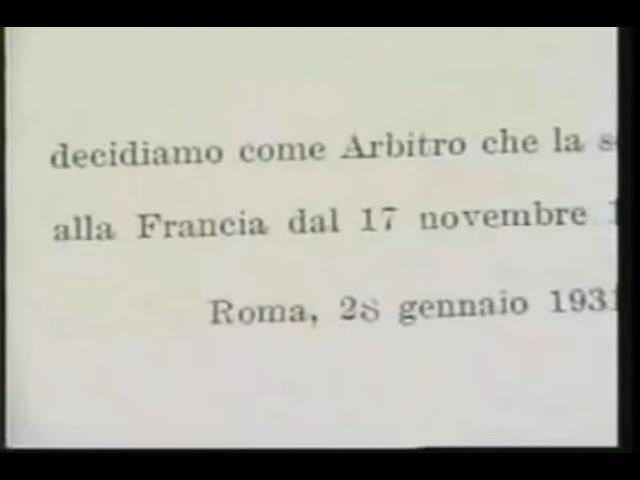 decidiamo come Arbitro che la
alla Francia dal 17 novembre
Roma, 28 gennaio 1931